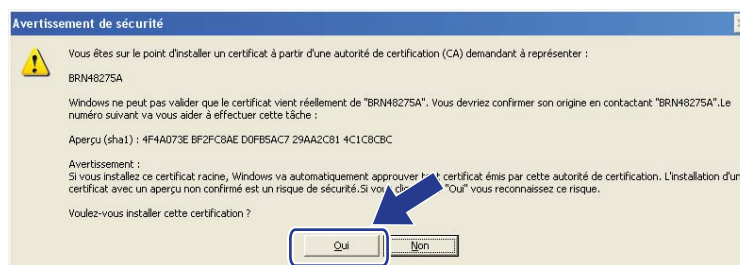 Avertissement de sécurité
Vous êtes sur le point d'installer un certificat à partir d'une autorité de certification (CA) demandant à représenter :
BRN48275A
Windows ne peut pas valider que le certificat vient réellement de "BRN48275A". Vous devriez confirmer son origine en contactant "BRN48275A".Le
numéro suivant va vous aider à effectuer cette tâche :
Aperçu (sha1) : 4F4A073E BF2FC8AE D0FB5AC7 29AA2C81 4C1C8CBC
Avertissement :
Si vous installez ce certificat racine, Windows va automatiquement approuver certificat émis par cette autorité de certification. L'installation d'un
certificat avec un aperçu non confirmé est un risque de sécurité.Si "Oui" vous reconnaissez ce risque.
Voulez-vous installer cette certification ?
Oui Non